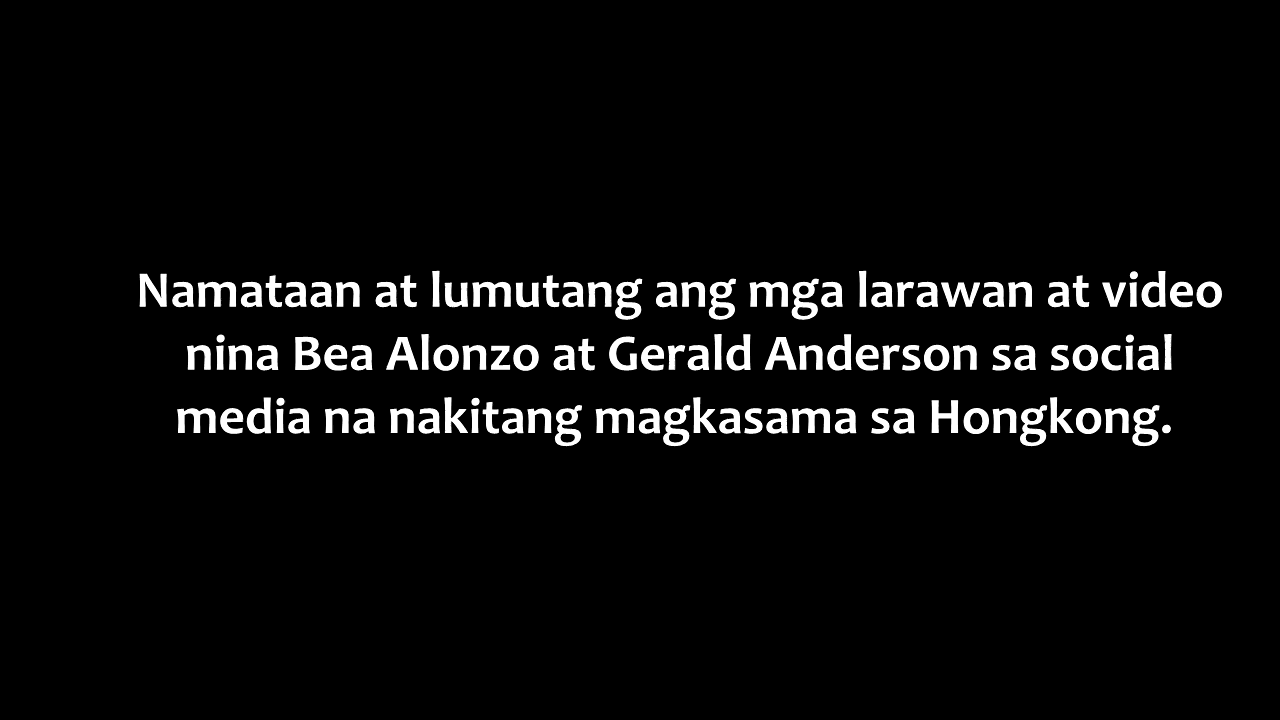 Namataan at lumutang ang mga larawan at video
nina Bea Alonzo at Gerald Anderson sa social
media na nakitang magkasama sa Hongkong.